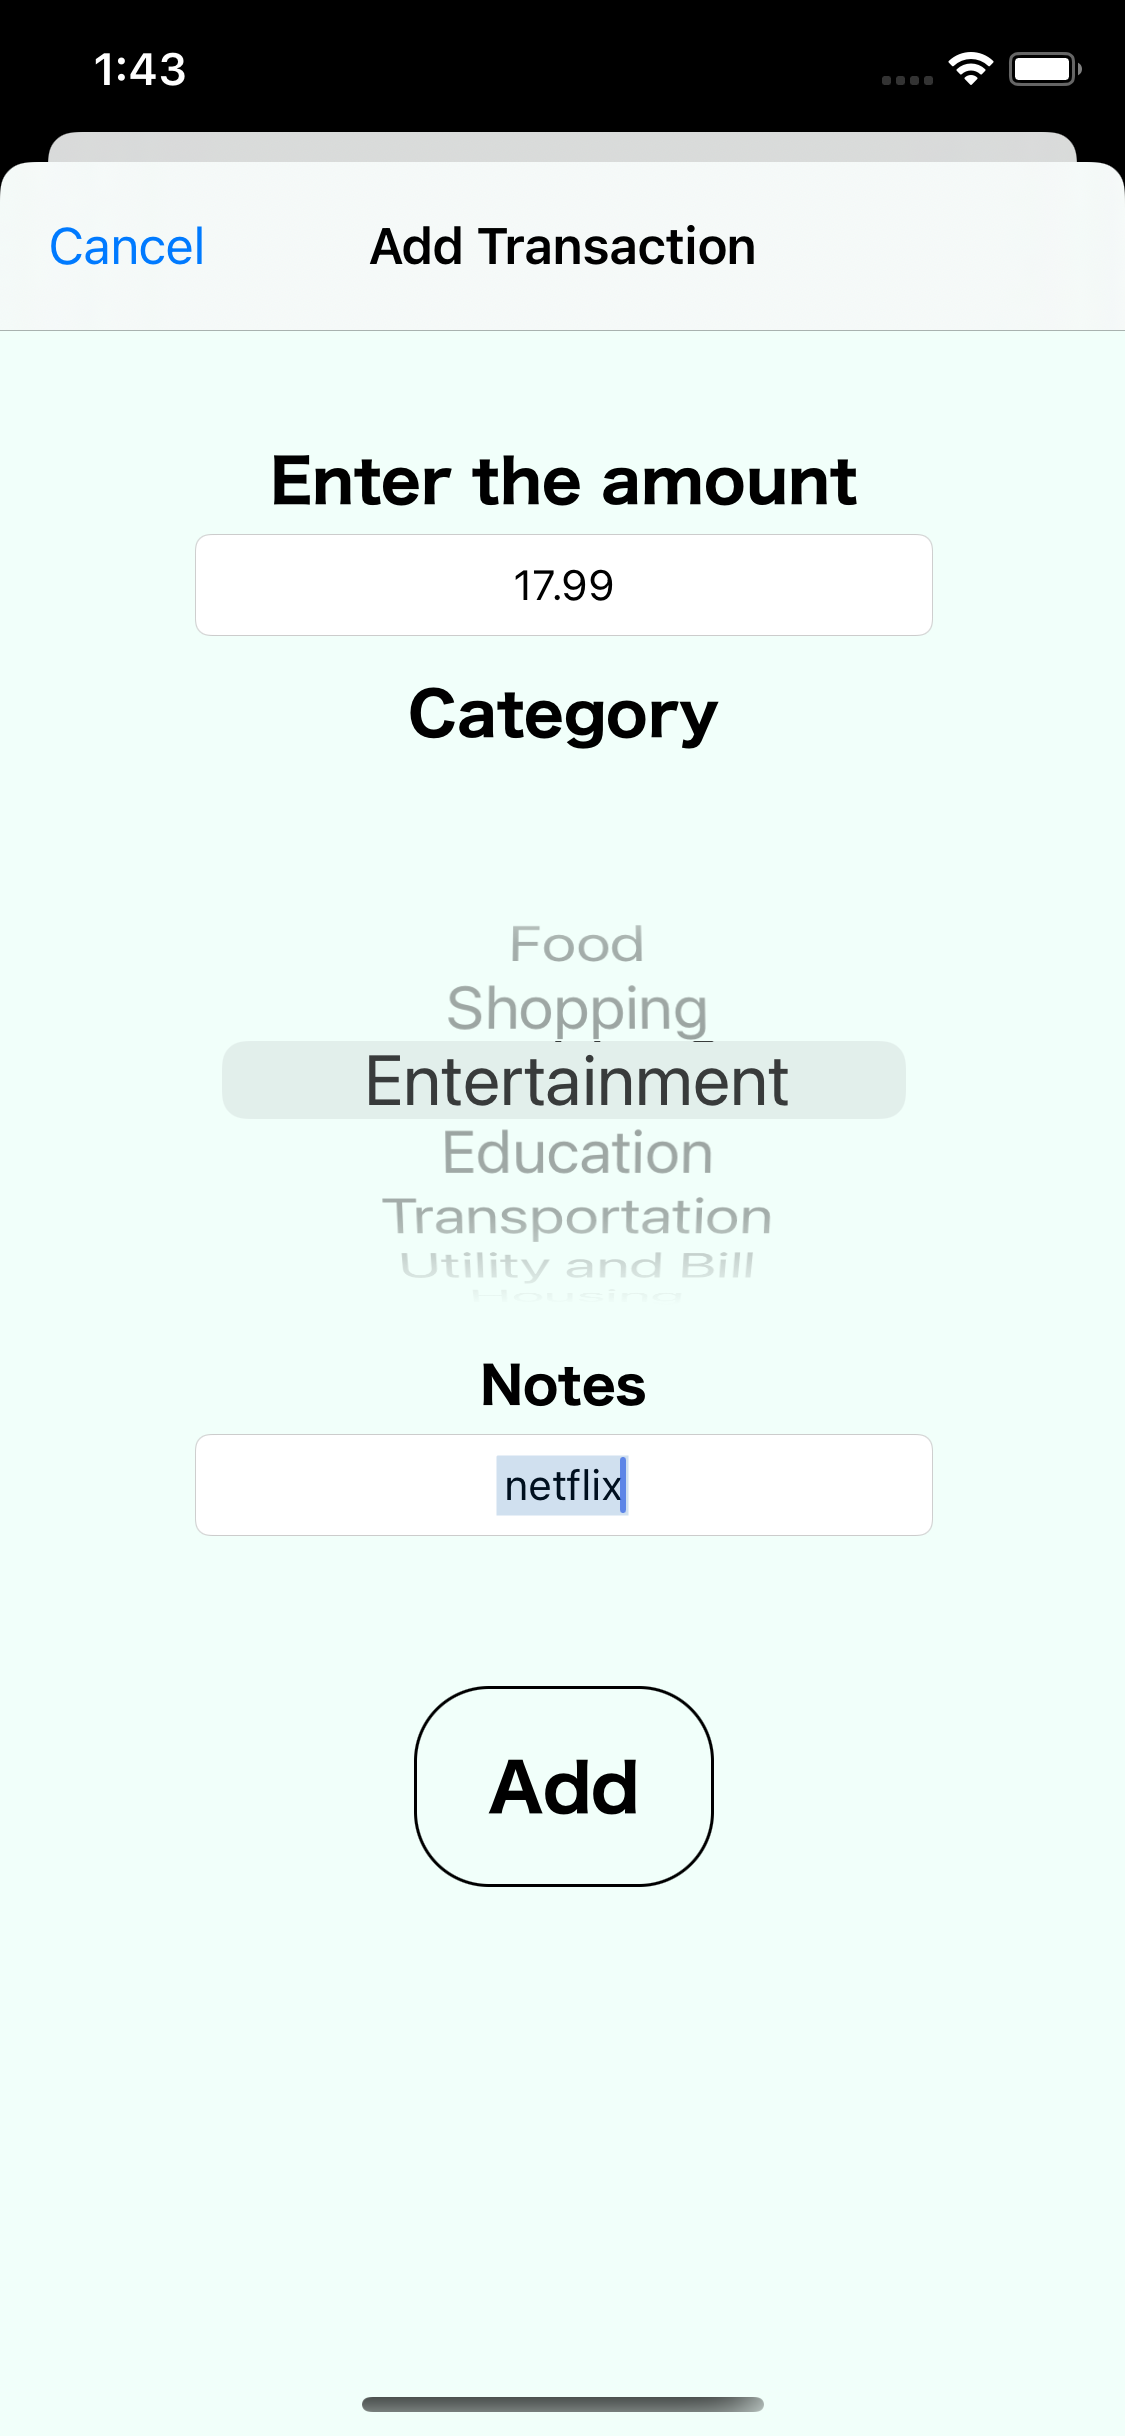 1:43
Cancel
Add Transaction
Enter the amount
17.99
Category
Food
Shopping
Entertainment
Education
Transportation
Utility and Bill
Housing
Notes
netflix
Add